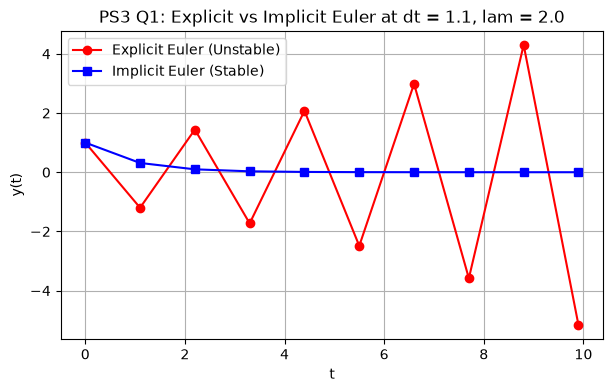 PS3 Q1: Explicit vs Implicit Euler at dt = 1.1, lam = 2.0
Explicit Euler (Unstable)
Implicit Euler (Stable)
4
2
0
−2
−4
y(t)
0
2
4
6
8
10
t